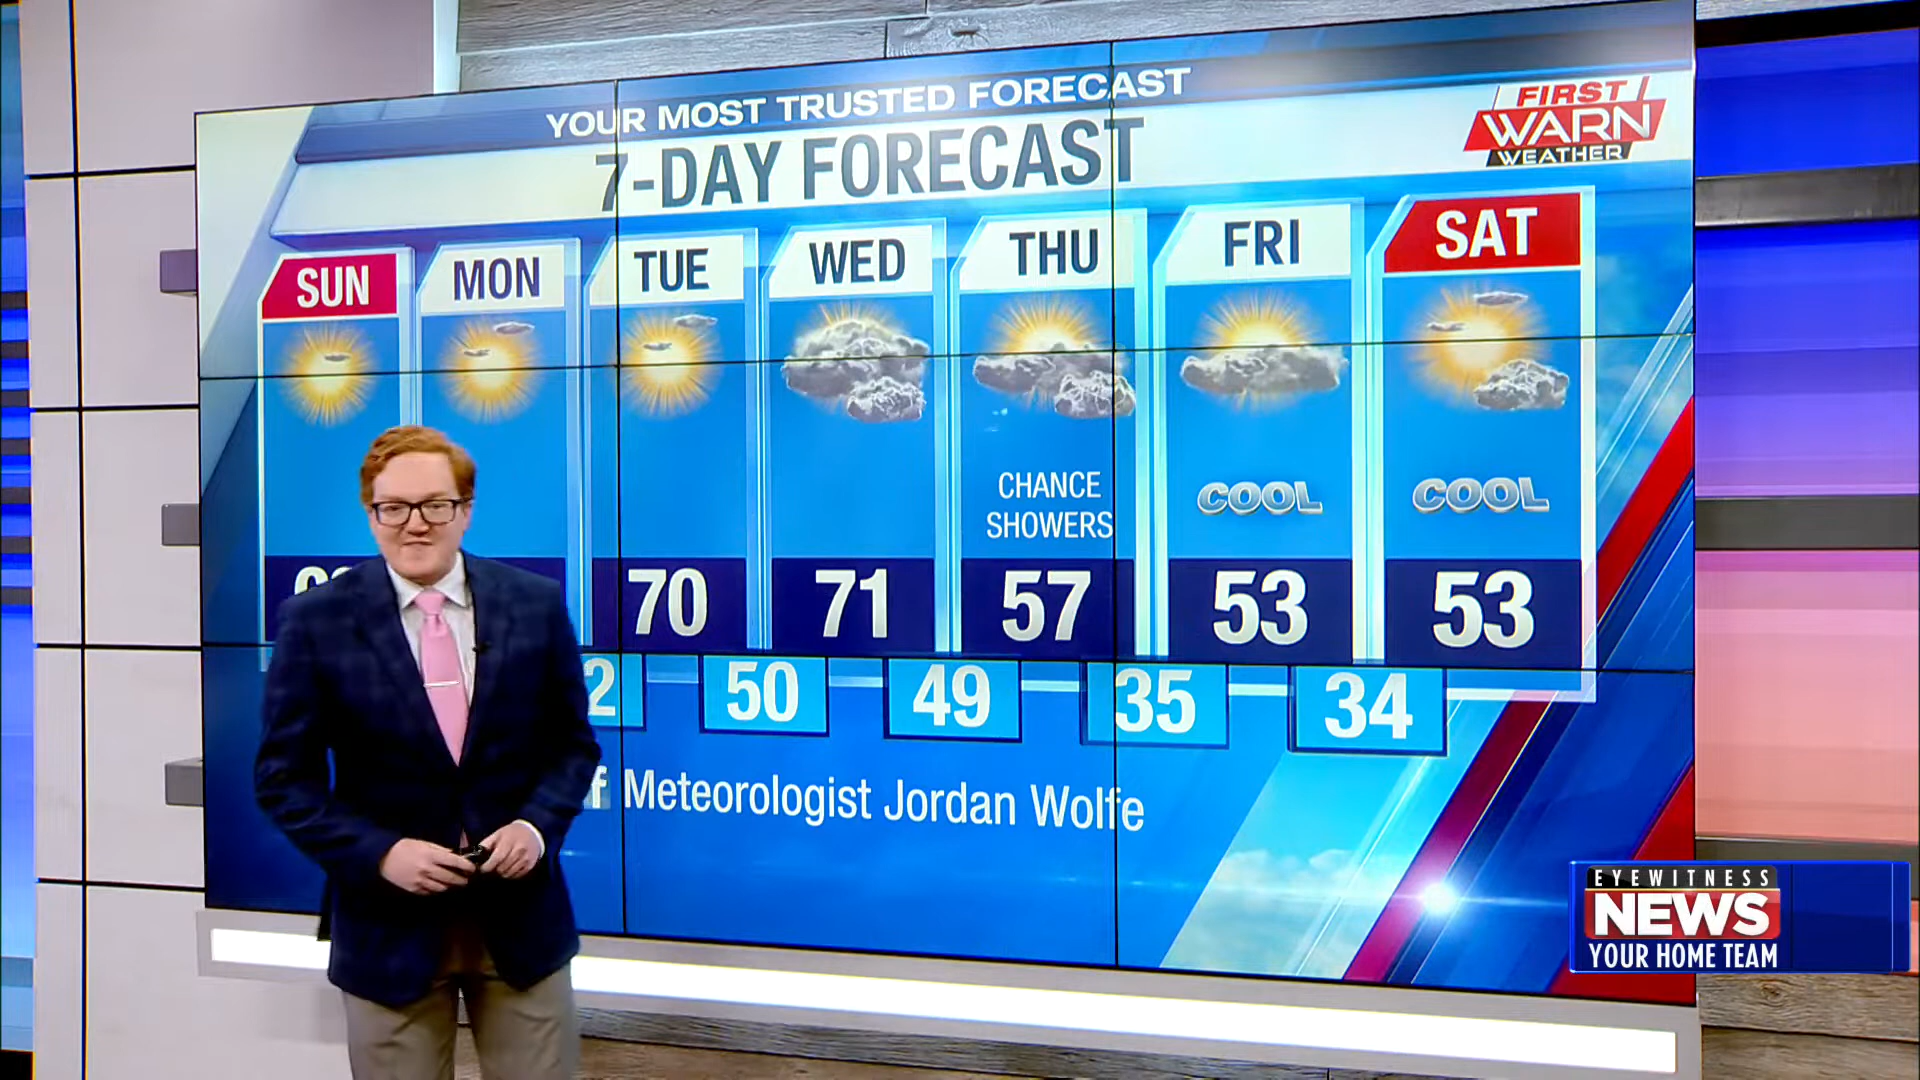 YOUR MOST TRUSTED FORECAST
7-DAY FORECAST
FIRST
WARN
WEATHER
SUN MON TUE WED THU FRI SAT
CHANCE
SHOWERS
COOL COOL
70 71 57 53 53
50 49 35 34
f Meteorologist Jordan Wolfe
EYEWITNESS
NEWS
YOUR HOME TEAM